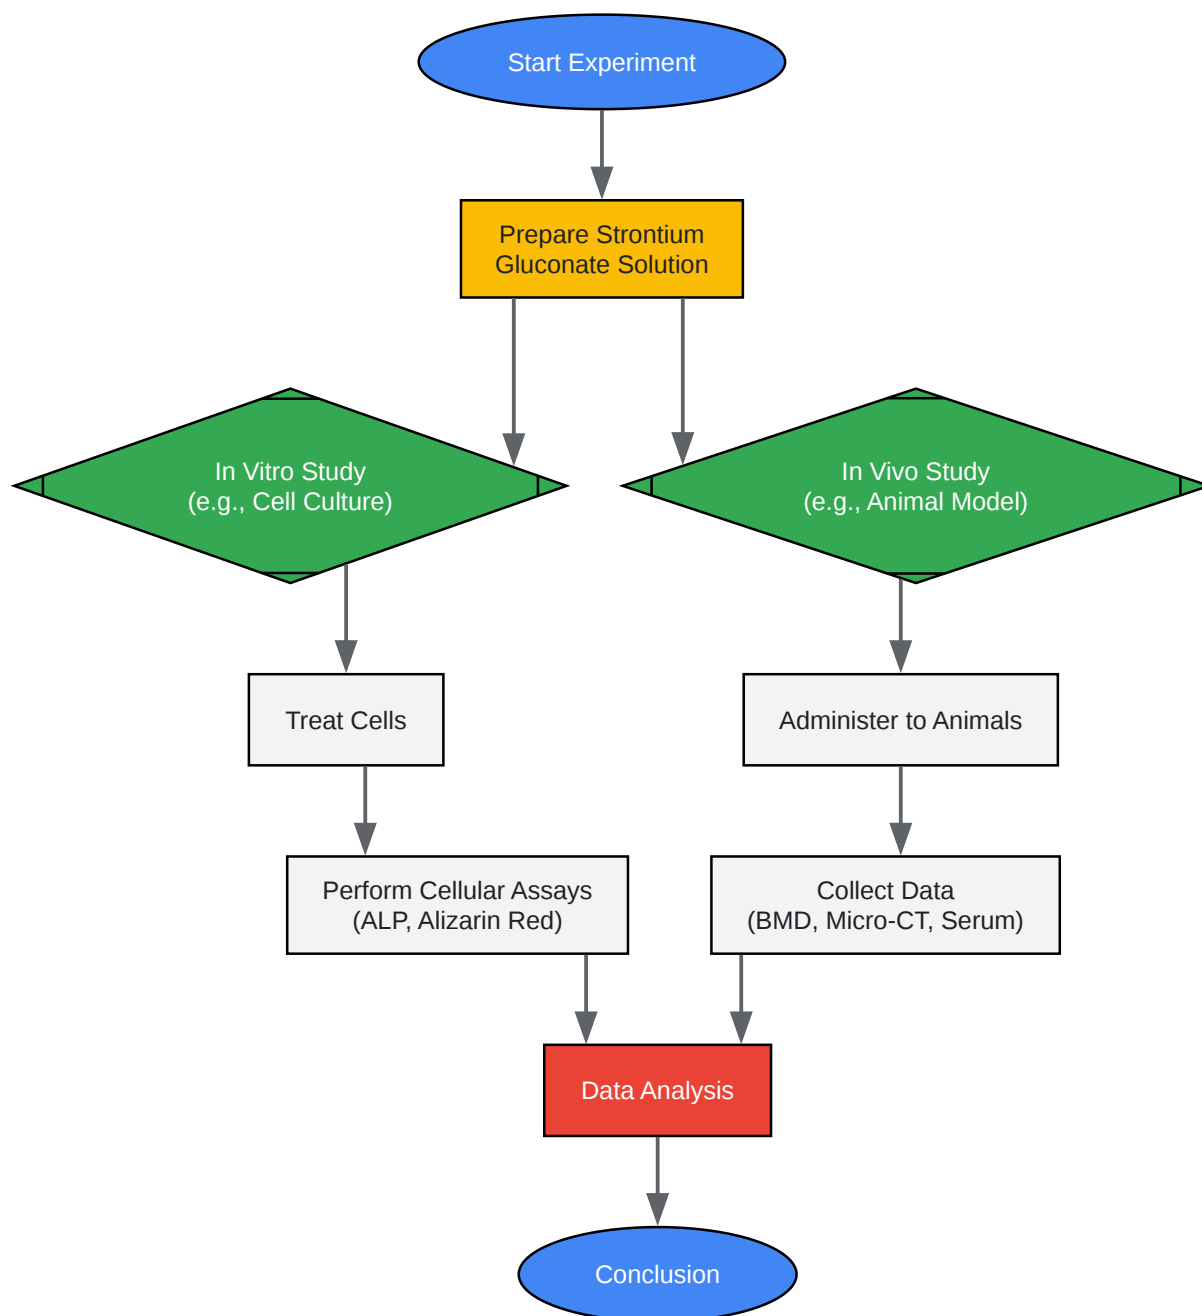 Start Experiment
Prepare Strontium
Gluconate Solution
In Vitro Study
(e.g., Cell Culture)
In Vivo Study
(e.g., Animal Model)
Treat Cells
Administer to Animals
Perform Cellular Assays
(ALP, Alizarin Red)
Collect Data
(BMD, Micro-CT, Serum)
Data Analysis
Conclusion